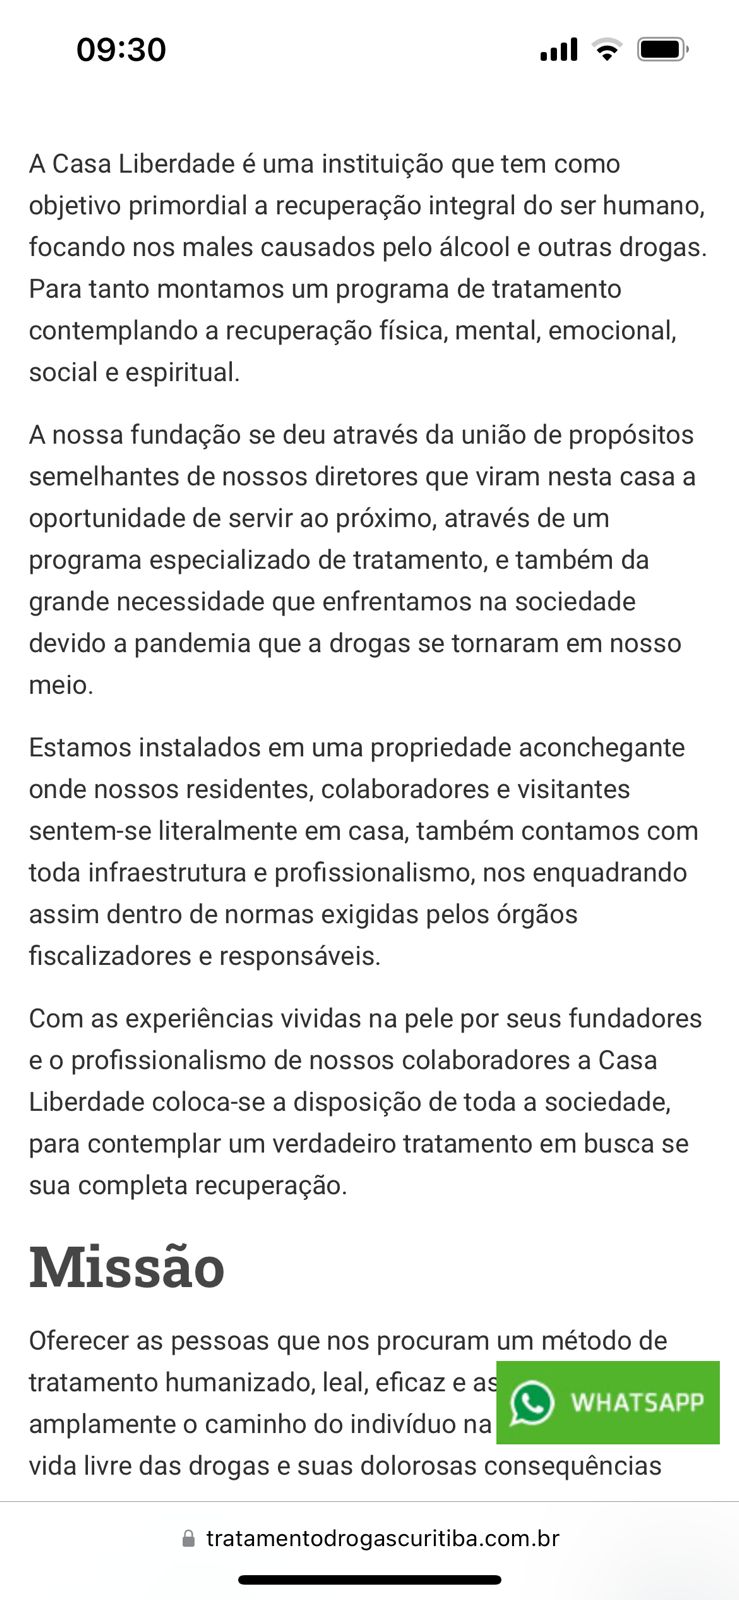 09:30
A Casa Liberdade é uma instituição que tem como
objetivo primordial a recuperação integral do ser humano,
focando nos males causados pelo álcool e outras drogas.
Para tanto montamos um programa de tratamento
contemplando a recuperação física, mental, emocional,
social e espiritual.
A nossa fundação se deu através da união de propósitos
semelhantes de nossos diretores que viram nesta casa a
oportunidade de servir ao próximo, através de um
programa especializado de tratamento, e também da
grande necessidade que enfrentamos na sociedade
devido a pandemia que a drogas se tornaram em nosso
meio.
Estamos instalados em uma propriedade aconchegante
onde nossos residentes, colaboradores e visitantes
sentem-se literalmente em casa, também contamos com
toda infraestrutura e profissionalismo, nos enquadrando
assim dentro de normas exigidas pelos órgãos
fiscalizadores e responsáveis.
Com as experiências vividas na pele por seus fundadores
e o profissionalismo de nossos colaboradores a Casa
Liberdade coloca-se a disposição de toda a sociedade,
para contemplar um verdadeiro tratamento em busca se
sua completa recuperação.
Missão
Oferecer as pessoas que nos procuram um método de
tratamento humanizado, leal, eficaz e
amplamente o caminho do indivíduo na
WHATSAPP
vida livre das drogas e suas dolorosas consequências
tratamentodrogascuritiba.com.br